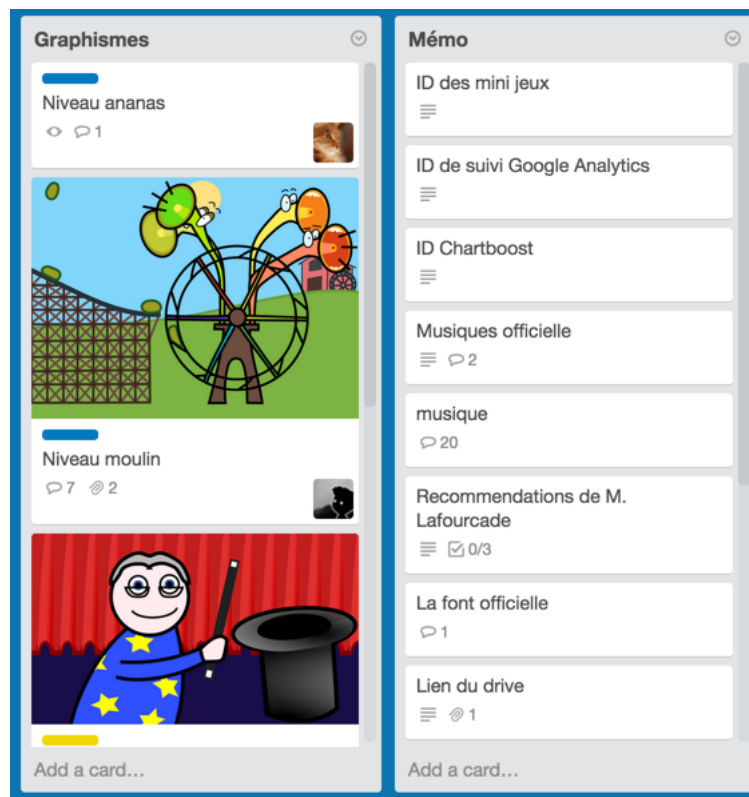 Graphismes
Niveau ananas
1
Niveau moulin
7 2
Add a card...
Mémo
ID des mini jeux
ID de suivi Google Analytics
ID Chartboost
Musiques officielle
2
musique
20
Recommendations de M.
Lafourcade
0/3
La font officielle
1
Lien du drive
1
Add a card...